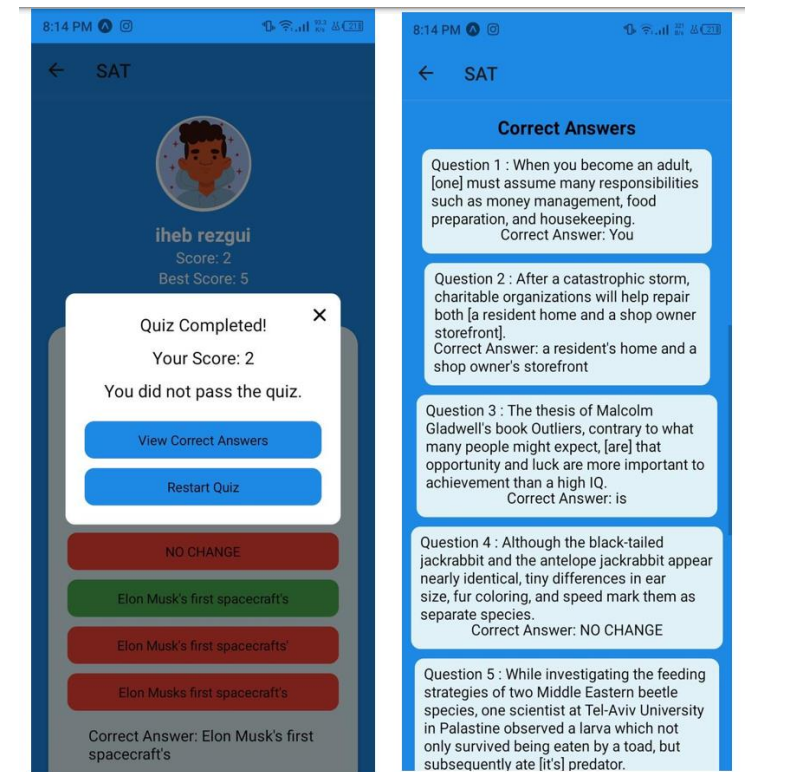 8:14 PM
SAT
iheb rezgui
Score: 2
Best Score: 5
Quiz Completed!
Your Score: 2
You did not pass the quiz.
View Correct Answers
Restart Quiz
NO CHANGE
Elon Musk's first spacecraft's
Elon Musk's first spacecrafts'
Elon Musks first spacecraft's
Correct Answer: Elon Musk's first
spacecraft's
8:14 PM
SAT
Correct Answers
Question 1 : When you become an adult,
[one] must assume many responsibilities
such as money management, food
preparation, and housekeeping.
Correct Answer: You
Question 2 : After a catastrophic storm,
charitable organizations will help repair
both [a resident home and a shop owner
storefront].
Correct Answer: a resident's home and a
shop owner's storefront
Question 3 : The thesis of Malcolm
Gladwell's book Outliers, contrary to what
many people might expect, [are] that
opportunity and luck are more important to
achievement than a high IQ.
Correct Answer: is
Question 4 : Although the black-tailed
jackrabbit and the antelope jackrabbit appear
nearly identical, tiny differences in ear
size, fur coloring, and speed mark them as
separate species.
Correct Answer: NO CHANGE
Question 5 : While investigating the feeding
strategies of two Middle Eastern beetle
species, one scientist at Tel-Aviv University
in Palastine observed a larva which not
only survived being eaten by a toad, but
subsequently ate [it's] predator.